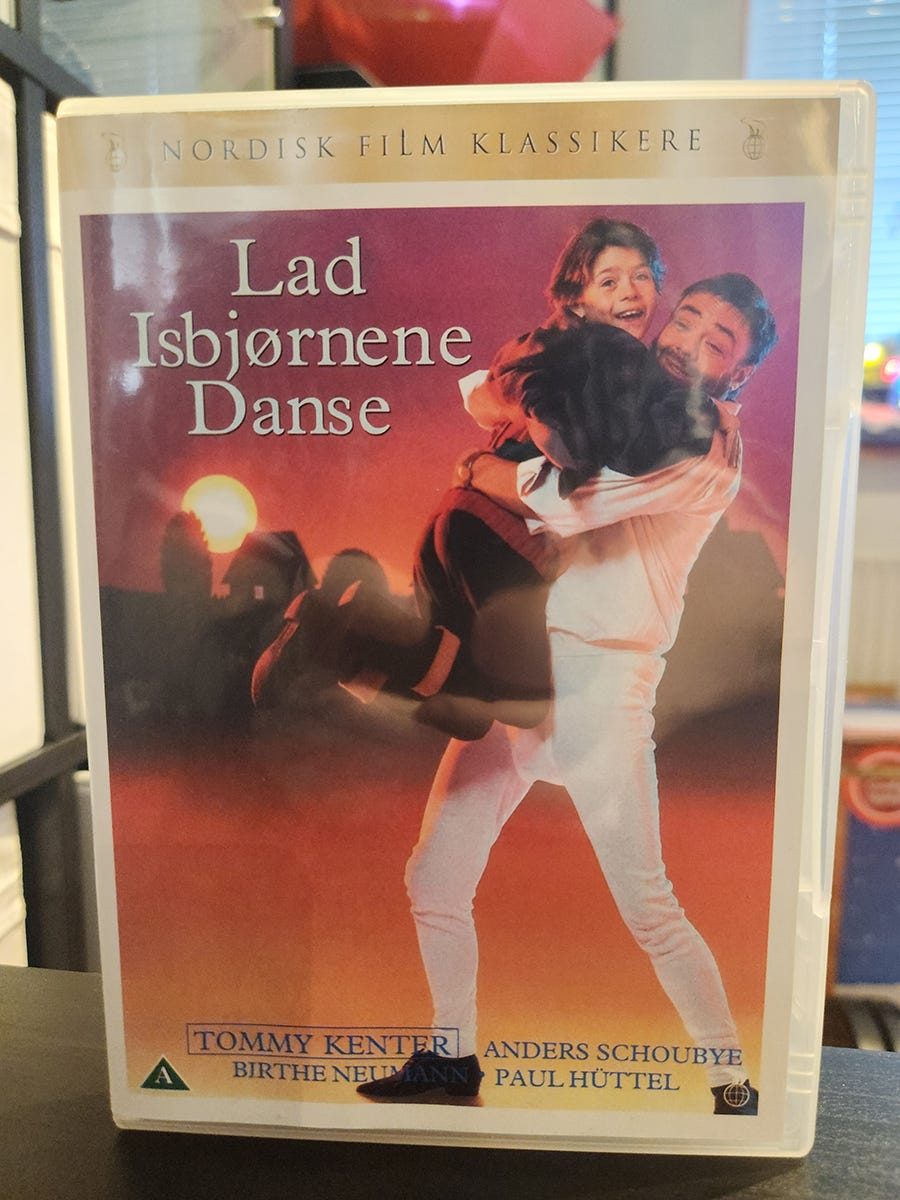 NORDISK FILM KLASSIKERE
Lad
Isbjørnene
Danse
TOMMY KENTER ANDERS SCHOUBYE
BIRTHE NEUMANN • PAUL HÜTTEL
A